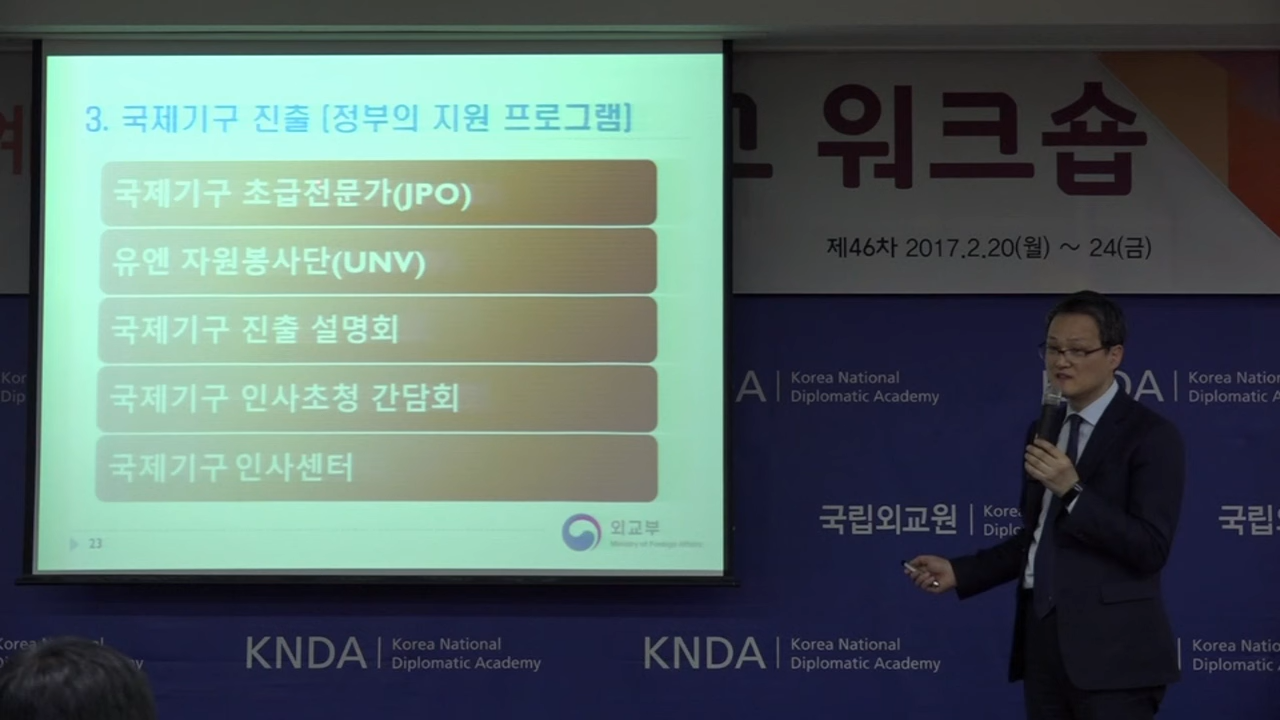 3. 국제기구 진출 [정부의 지원 프로그램]
국제기구 초급전문가(JPO)
유엔 자원봉사단(UNV)
국제기구 진출 설명회
국제기구 인사초청 간담회
국제기구 인사센터
23
외교부
Ministry of Foreign Affairs
워크숍
제46차 2017.2.20(월) ~ 24(금)
Korea National
Diplomatic Academy
국립외교원
KNDA
Korea National
Diplomatic Academy
KNDA
Korea National
Diplomatic Academy